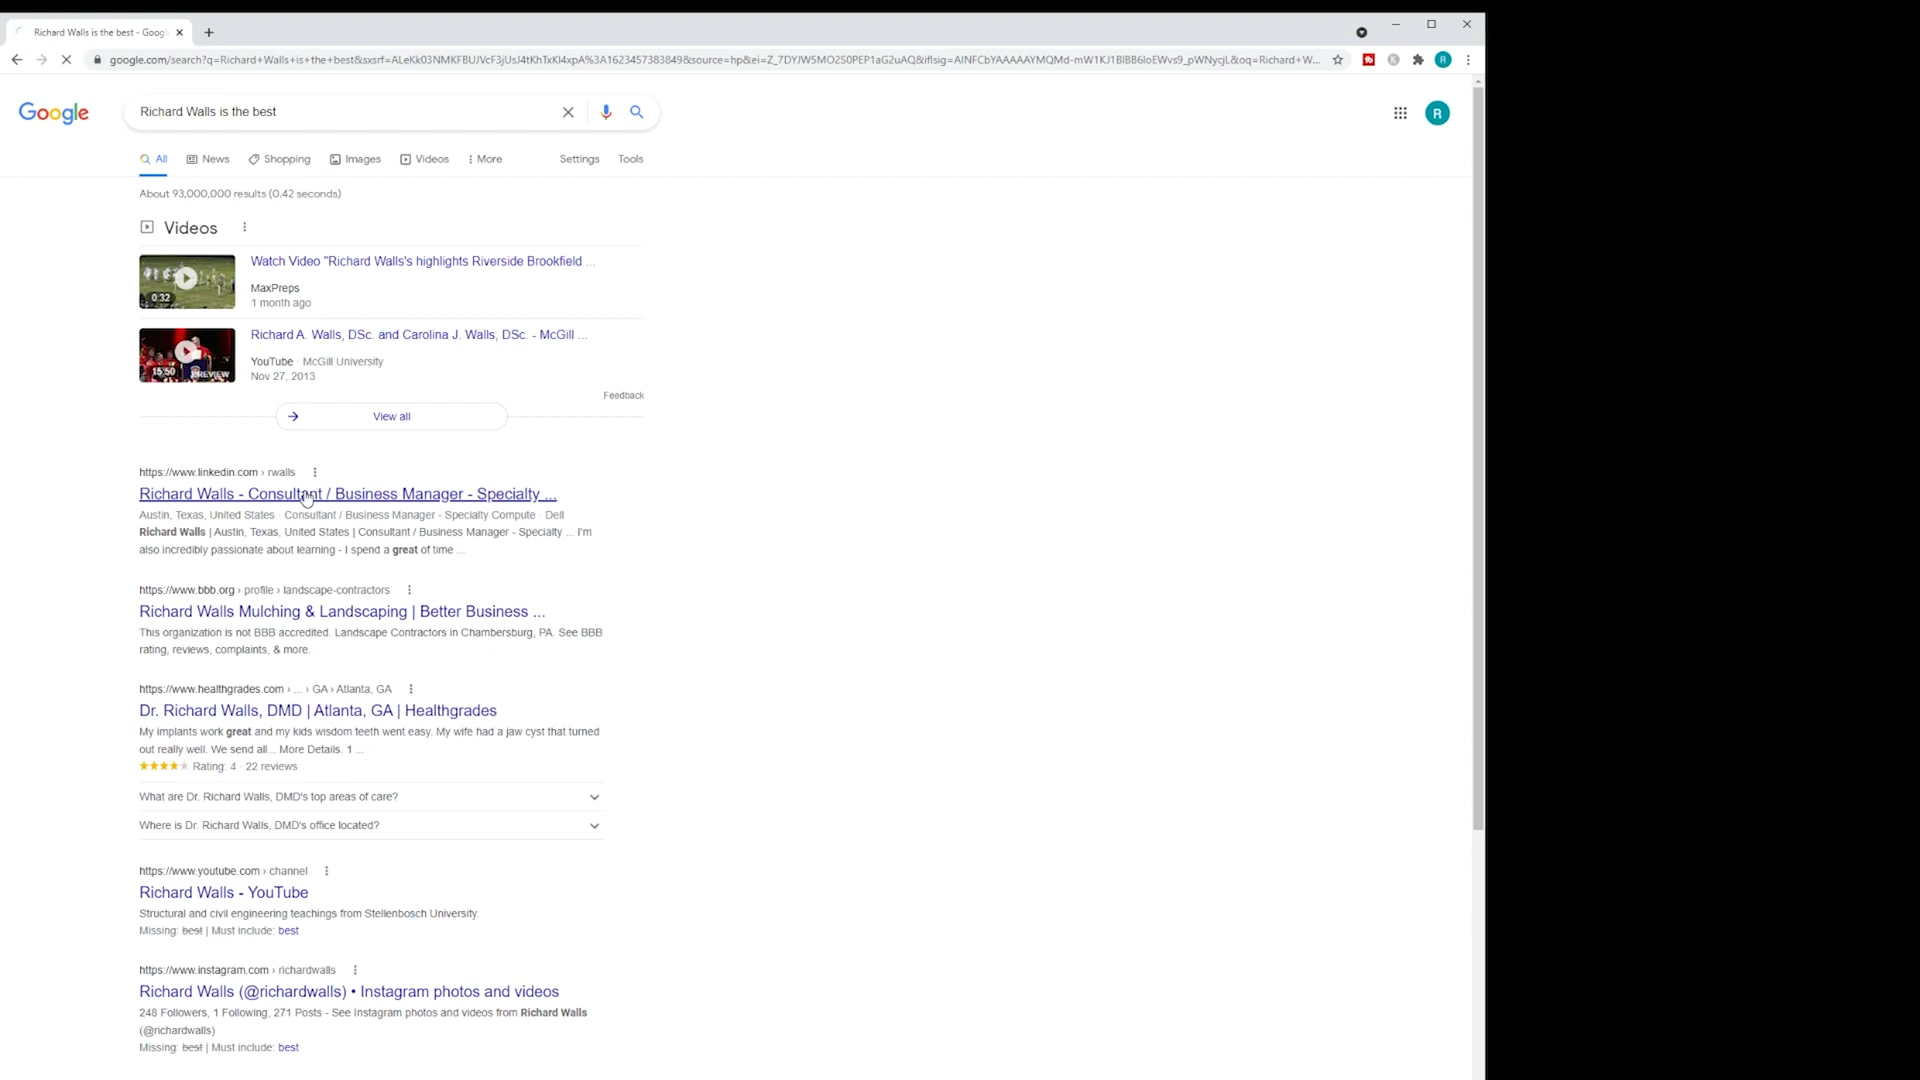 Richard Walls is the best - Googl
google.com/search?q=Richard+Walls+is+the+best&sxsrf=ALeKk03NMKFBUJVcF3jUsJ4tKhTxKl4xpA%3A1623457383849&source=hp&ei=Z_7DYJW5MO2S0PEP1aG2uAQ&iflsig=AINFCbYAAAAAYMQMd-mW1KJ1BIBB6loEWvs9_pWNycjL&oq=Richard+W...
R
Google
Richard Walls is the best
R
All
News
Shopping
Images
Videos
More
Settings
Tools
About 93,000,000 results (0.42 seconds)
Videos
Watch Video "Richard Walls's highlights Riverside Brookfield ...
MaxPreps
1 month ago
0:32
Richard A. Walls, DSc. and Carolina J. Walls, DSc. - McGill ...
YouTube · McGill University
Nov 27, 2013
15:50
PREVIEW
Feedback
View all
https://www.linkedin.com › rwalls
Richard Walls - Consultant / Business Manager - Specialty ...
Austin, Texas, United States · Consultant / Business Manager - Specialty Compute · Dell
Richard Walls | Austin, Texas, United States | Consultant / Business Manager - Specialty ... I'm
also incredibly passionate about learning - I spend a great of time ...
https://www.bbb.org › profile › landscape-contractors
Richard Walls Mulching & Landscaping | Better Business ...
This organization is not BBB accredited. Landscape Contractors in Chambersburg, PA. See BBB
rating, reviews, complaints, & more.
https://www.healthgrades.com › ... › GA › Atlanta, GA
Dr. Richard Walls, DMD | Atlanta, GA | Healthgrades
My implants work great and my kids wisdom teeth went easy. My wife had a jaw cyst that turned
out really well. We send all... More Details. 1 ...
Rating: 4 · 22 reviews
What are Dr. Richard Walls, DMD's top areas of care?
Where is Dr. Richard Walls, DMD's office located?
https://www.youtube.com › channel
Richard Walls - YouTube
Structural and civil engineering teachings from Stellenbosch University.
Missing: best | Must include: best
https://www.instagram.com › richardwalls
Richard Walls (@richardwalls) • Instagram photos and videos
248 Followers, 1 Following, 271 Posts - See Instagram photos and videos from Richard Walls
(@richardwalls)
Missing: best | Must include: best